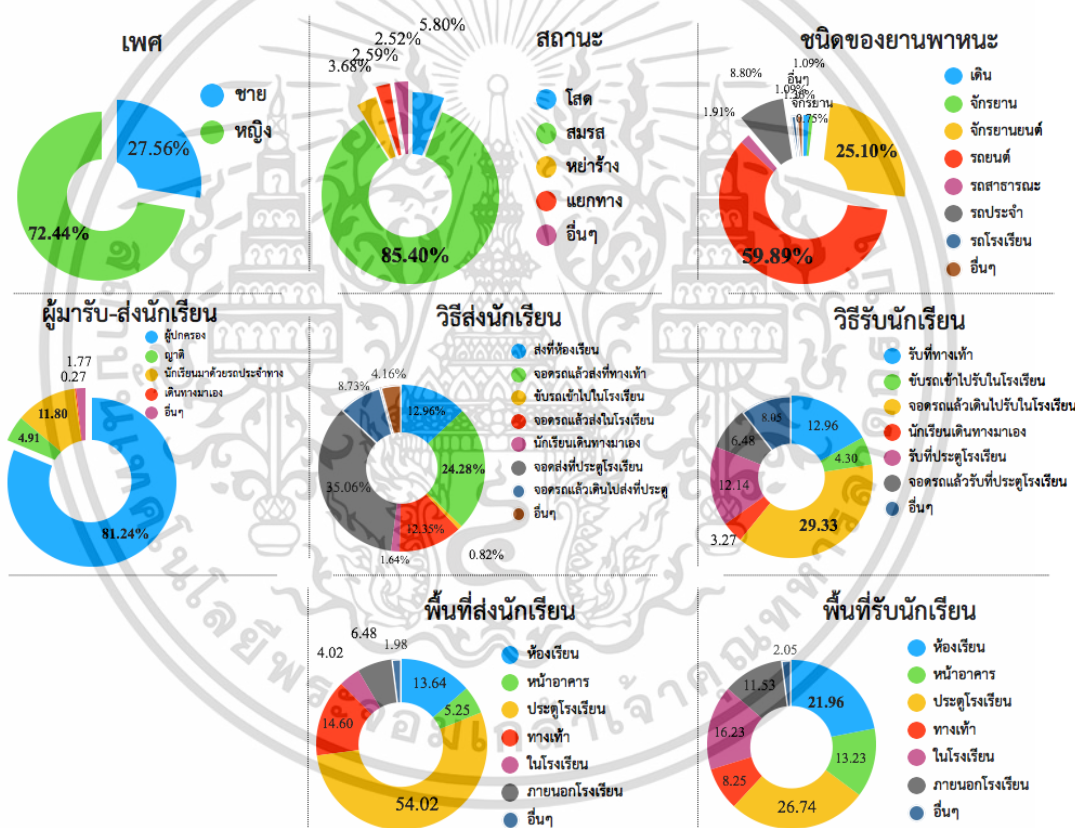 เพศ
27.56%
72.44%
ชาย
หญิง
สถานะ
3.68%
2.59%
2.52%
5.80%
85.40%
โสด
สมรส
หย่าร้าง
แยกทาง
อื่นๆ
ชนิดของยานพาหนะ
1.91%
8.80%
อื่นๆ
1.09%
1.09%
จักรยาน
0.75%
25.10%
59.89%
เดิน
จักรยาน
จักรยานยนต์
รถยนต์
รถสาธารณะ
รถประจำ
รถโรงเรียน
อื่นๆ
ผู้มารับ-ส่งนักเรียน
ผู้ปกครอง
ญาติ
นักเรียนมาด้วยรถประจำทาง
เดินทางมาเอง
อื่นๆ
1.77
0.27
11.80
4.91
81.24%
วิธีส่งนักเรียน
8.73%
4.16%
12.96%
24.28%
35.06%
12.35%
1.64%
0.82%
ส่งที่ห้องเรียน
จอดรถแล้วส่งที่ทางเท้า
ขับรถเข้าไปในโรงเรียน
จอดรถแล้วส่งในโรงเรียน
นักเรียนเดินทางมาเอง
จอดส่งที่ประตูโรงเรียน
จอดรถแล้วเดินไปส่งที่ประตู
อื่นๆ
วิธีรับนักเรียน
8.05
12.96
6.48
4.30
12.14
29.33
3.27
รับที่ทางเท้า
ขับรถเข้าไปรับในโรงเรียน
จอดรถแล้วเดินไปรับในโรงเรียน
นักเรียนเดินทางมาเอง
รับที่ประตูโรงเรียน
จอดรถแล้วรับที่ประตูโรงเรียน
อื่นๆ
พื้นที่ส่งนักเรียน
6.48
1.98
4.02
13.64
5.25
14.60
54.02
ห้องเรียน
หน้าอาคาร
ประตูโรงเรียน
ทางเท้า
ในโรงเรียน
ภายนอกโรงเรียน
อื่นๆ
พื้นที่รับนักเรียน
2.05
11.53
21.96
16.23
13.23
8.25
26.74
ห้องเรียน
หน้าอาคาร
ประตูโรงเรียน
ทางเท้า
ในโรงเรียน
ภายนอกโรงเรียน
อื่นๆ